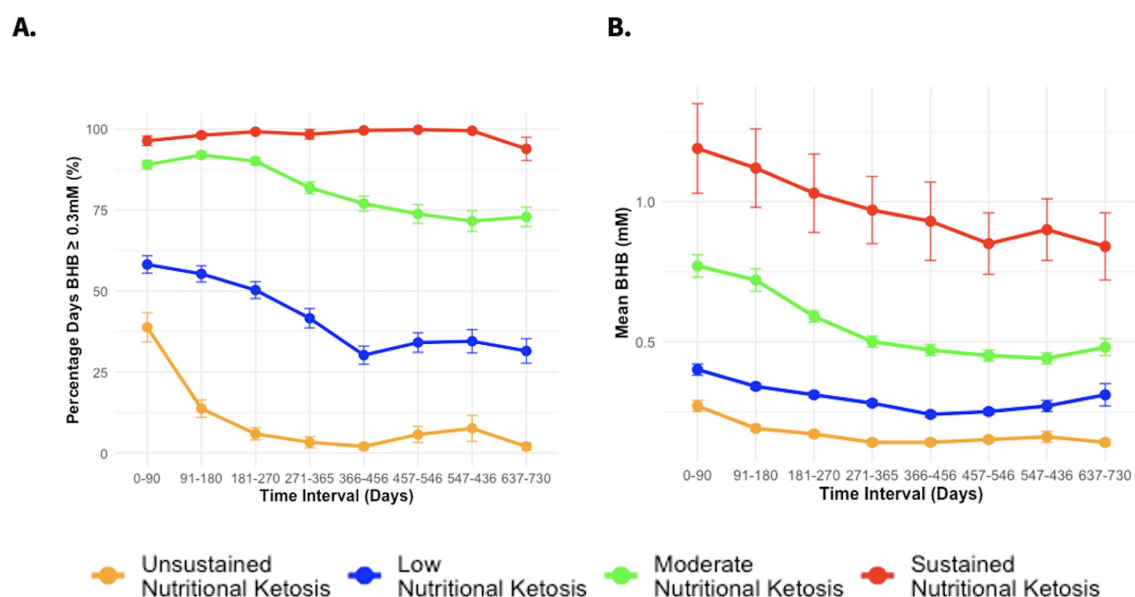 A.
B.
Percentage Days BHB ≥ 0.3mM (%)
100
75
50
25
0
0-90 91-180 181-270 271-365 366-456 457-546 547-436 637-730
Time Interval (Days)
Mean BHB (mM)
1.0
0.5
0-90 91-180 181-270 271-365 366-456 457-546 547-436 637-730
Time Interval (Days)
Unsustained
Nutritional Ketosis
Low
Nutritional Ketosis
Moderate
Nutritional Ketosis
Sustained
Nutritional Ketosis